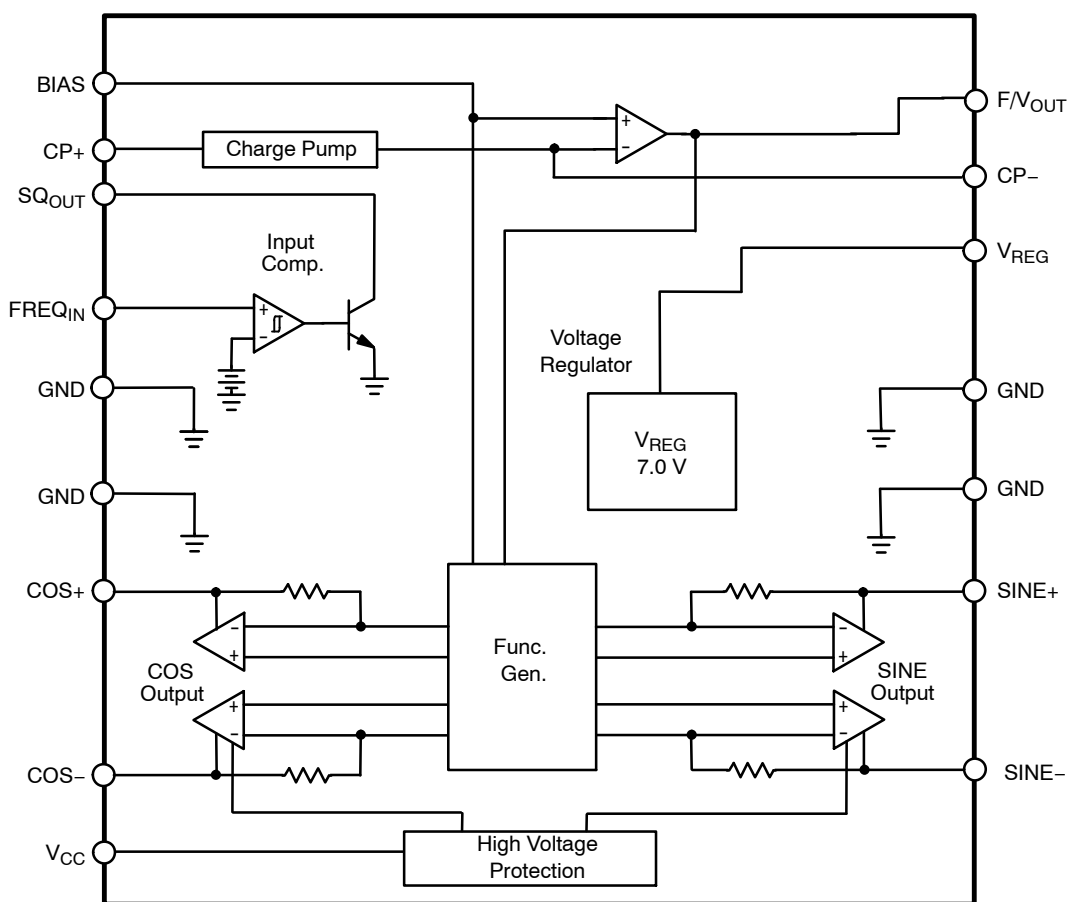 BIAS
F/VOUT
CP+
Charge Pump
+
−
CP−
SQOUT
Input
Comp.
VREG
FREQIN
+
−
Voltage
Regulator
GND
GND
VREG
7.0 V
GND
GND
COS+
SINE+
−
+
−
+
Func.
Gen.
COS
Output
SINE
Output
+
−
+
−
COS−
SINE−
VCC
High Voltage
Protection